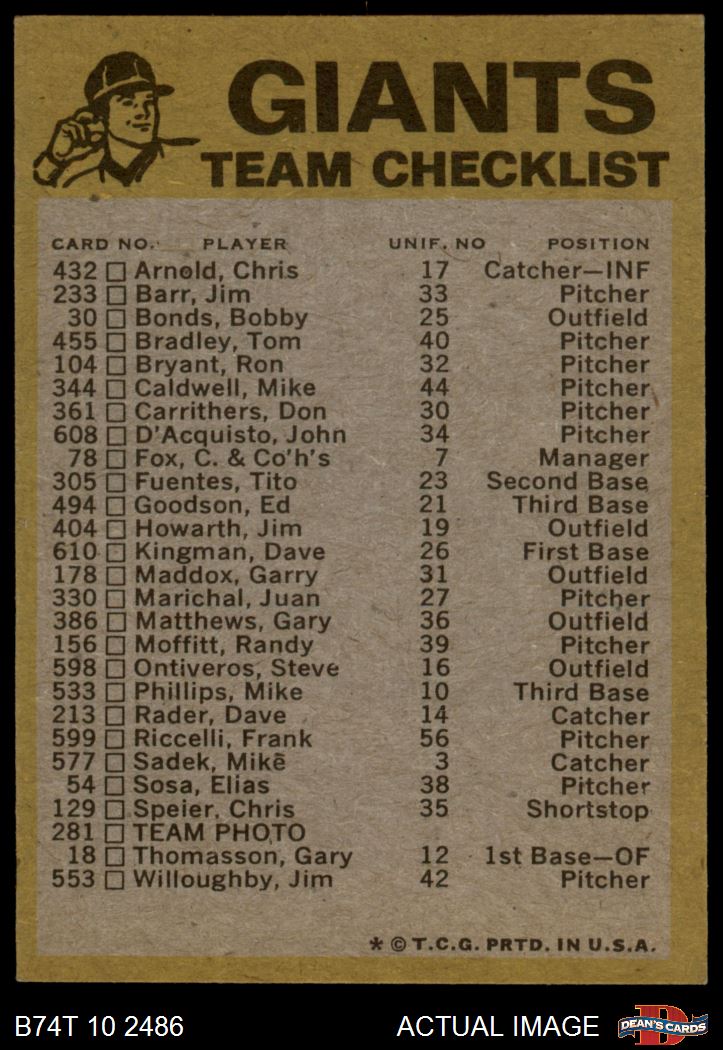 GIANTS
TEAM CHECKLIST
CARD NO. PLAYER UNIF. NO POSITION
432 Arnold, Chris 17 Catcher—INF
233 Barr, Jim 33 Pitcher
30 Bonds, Bobby 25 Outfield
455 Bradley, Tom 40 Pitcher
104 Bryant, Ron 32 Pitcher
344 Caldwell, Mike 44 Pitcher
361 Carrithers, Don 30 Pitcher
608 D'Acquisto, John 34 Pitcher
78 Fox, C. & Co'h's 7 Manager
305 Fuentes, Tito 23 Second Base
494 Goodson, Ed 21 Third Base
404 Howarth, Jim 19 Outfield
610 Kingman, Dave 26 First Base
178 Maddox, Garry 31 Outfield
330 Marichal, Juan 27 Pitcher
386 Matthews, Gary 36 Outfield
156 Moffitt, Randy 39 Pitcher
598 Ontiveros, Steve 16 Outfield
533 Phillips, Mike 10 Third Base
213 Rader, Dave 14 Catcher
599 Riccelli, Frank 56 Pitcher
577 Sadek, Mike 3 Catcher
54 Sosa, Elias 38 Pitcher
129 Speier, Chris 35 Shortstop
281 TEAM PHOTO
18 Thomasson, Gary 12 1st Base—OF
553 Willoughby, Jim 42 Pitcher
* © T.C.G. PRTD. IN U.S.A.
B74T 10 2486 ACTUAL IMAGE DEAN'S CARDS